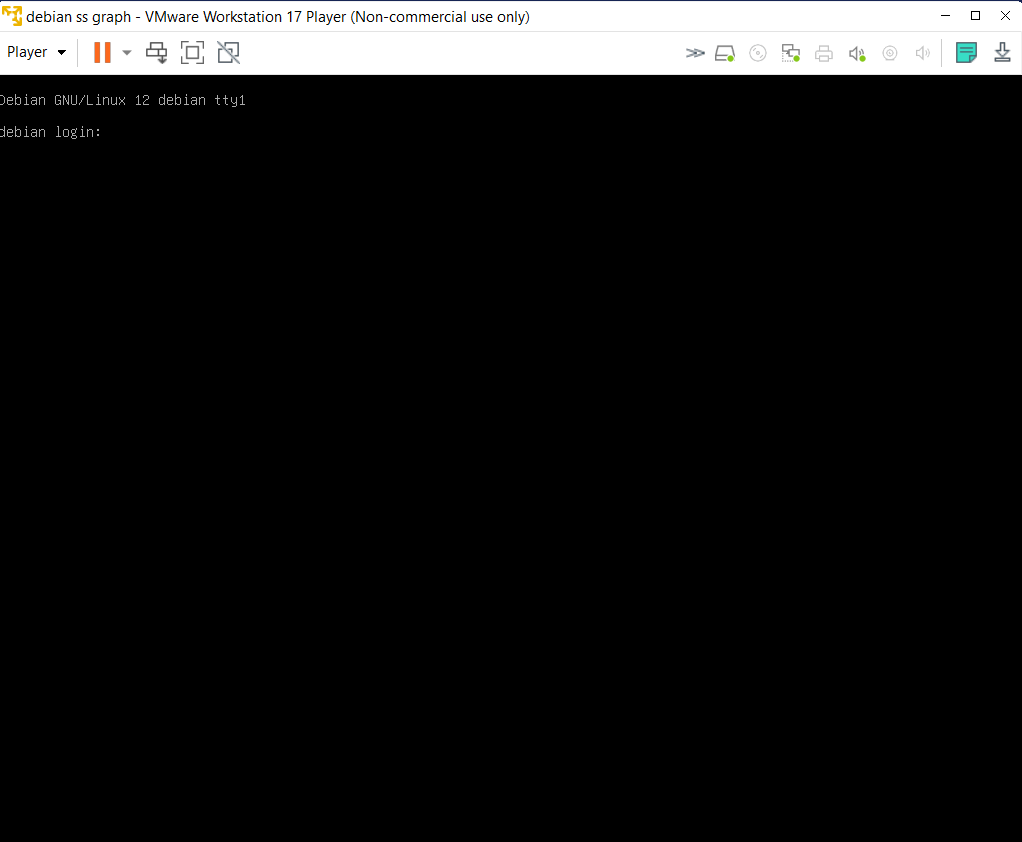 debian ss graph - VMware Workstation 17 Player (Non-commercial use only)
Player
Debian GNU/Linux 12 debian tty1
debian login: